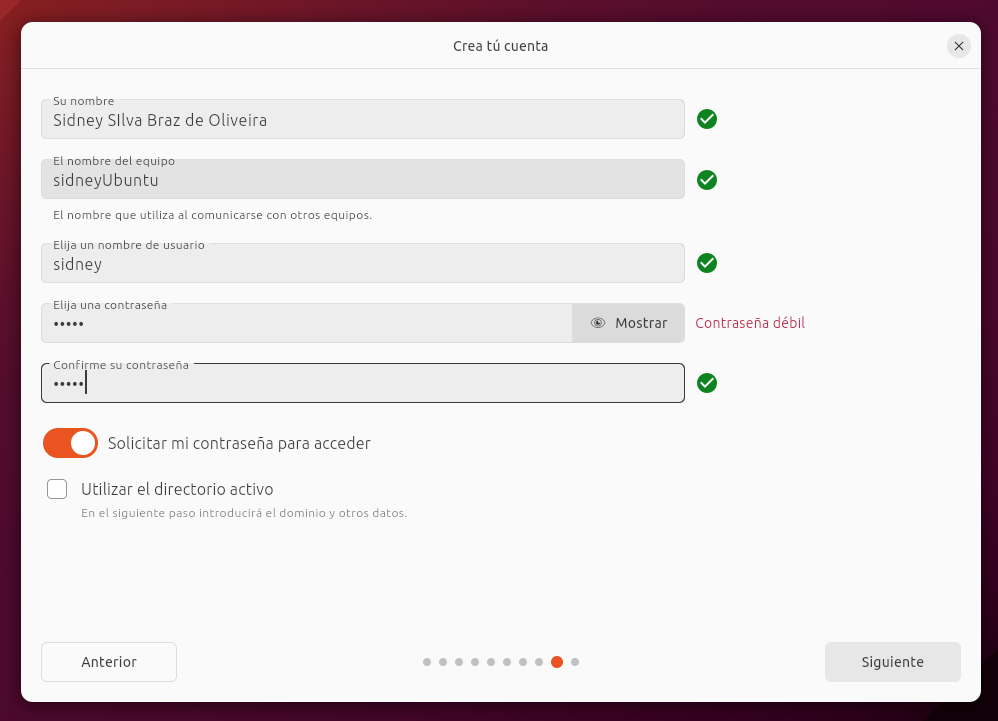 Crea tú cuenta
Su nombre
Sidney SIlva Braz de Oliveira
El nombre del equipo
sidneyUbuntu
El nombre que utiliza al comunicarse con otros equipos.
Elija un nombre de usuario
sidney
Elija una contraseña
•••••
Mostrar
Contraseña débil
Confirme su contraseña
•••••
Solicitar mi contraseña para acceder
Utilizar el directorio activo
En el siguiente paso introducirá el dominio y otros datos.
Anterior
Siguiente